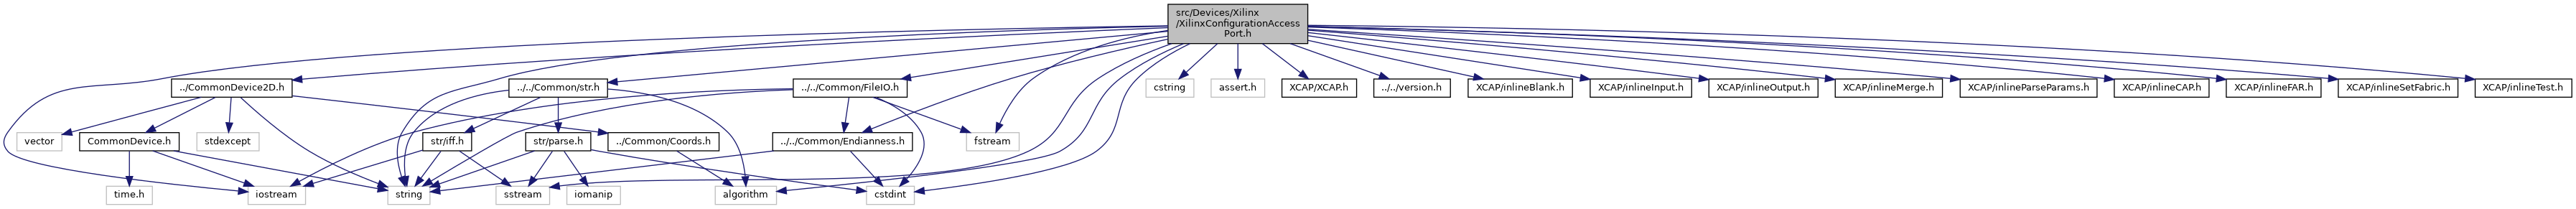 src/Devices/Xilinx
/XilinxConfigurationAccess
Port.h
../CommonDevice2D.h
../../Common/str.h
../../Common/FileIO.h
cstring
assert.h
XCAP/XCAP.h
../../version.h
XCAP/inlineBlank.h
XCAP/inlineInput.h
XCAP/inlineOutput.h
XCAP/inlineMerge.h
XCAP/inlineParseParams.h
XCAP/inlineCAP.h
XCAP/inlineFAR.h
XCAP/inlineSetFabric.h
XCAP/inlineTest.h
vector
CommonDevice.h
stdexcept
str/iff.h
str/parse.h
../Common/Coords.h
../../Common/Endianness.h
fstream
time.h
iostream
string
sstream
iomanip
algorithm
cstdint